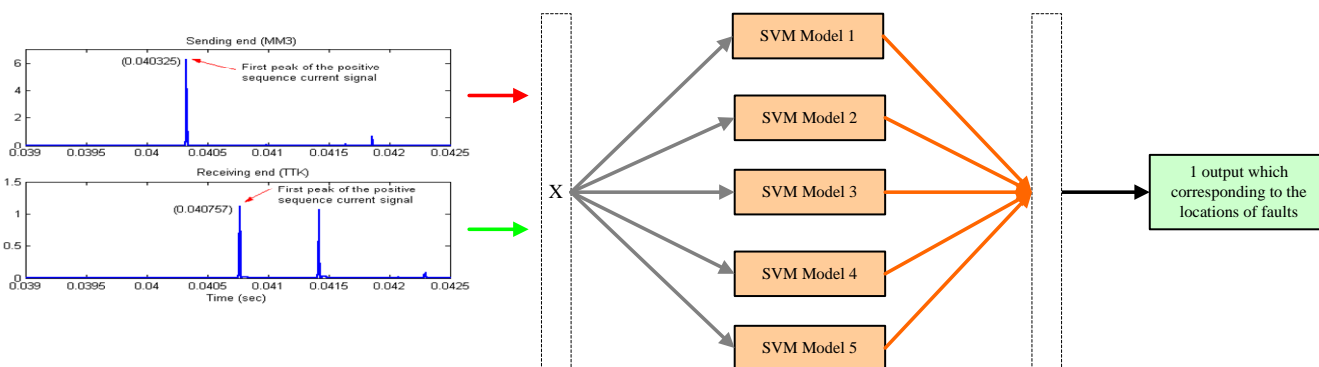 Sending end (MM3)
(0.040325)
First peak of the positive
sequence current signal
6
4
2
0
0.039 0.0395 0.04 0.0405 0.041 0.0415 0.042 0.0425
Receiving end (TTK)
1.5
First peak of the positive
sequence current signal
(0.040757)
1
0.5
0
0.039 0.0395 0.04 0.0405 0.041 0.0415 0.042 0.0425
Time (sec)
X
SVM Model 1
SVM Model 2
SVM Model 3
SVM Model 4
SVM Model 5
1 output which
corresponding to the
locations of faults